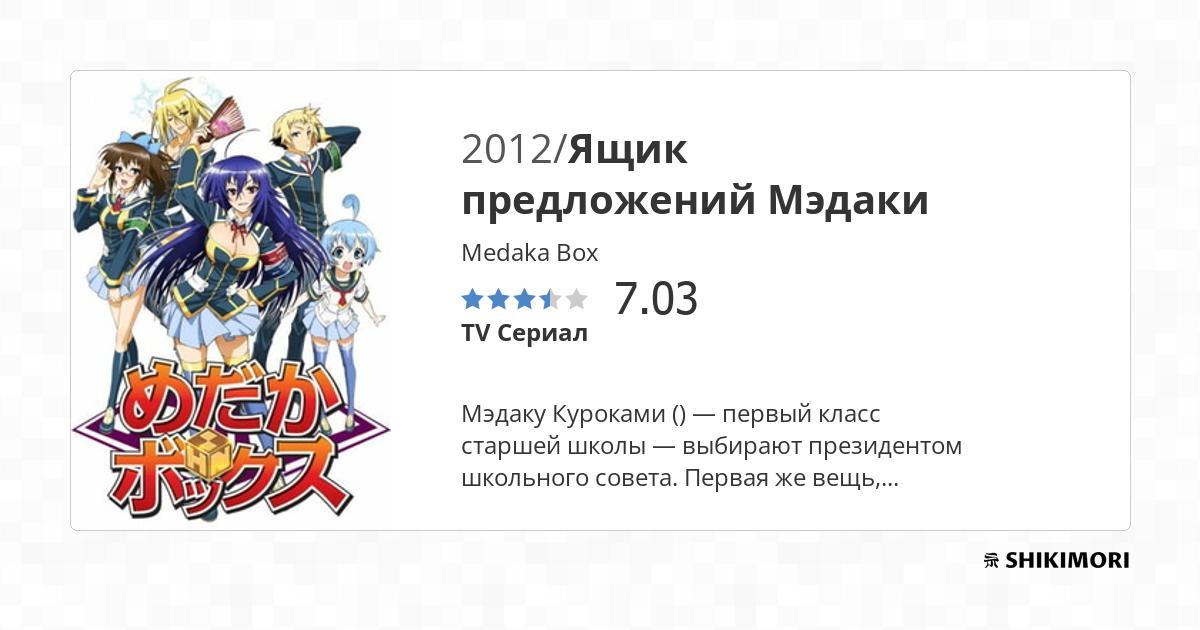 めだか
ボックス
2012/Ящик
предложений Мэдаки
Medaka Box
7.03
TV Сериал
Мэдаку Куроками () — первый класс
старшей школы — выбирают президентом
школьного совета. Первая же вещь,...
SHIKIMORI